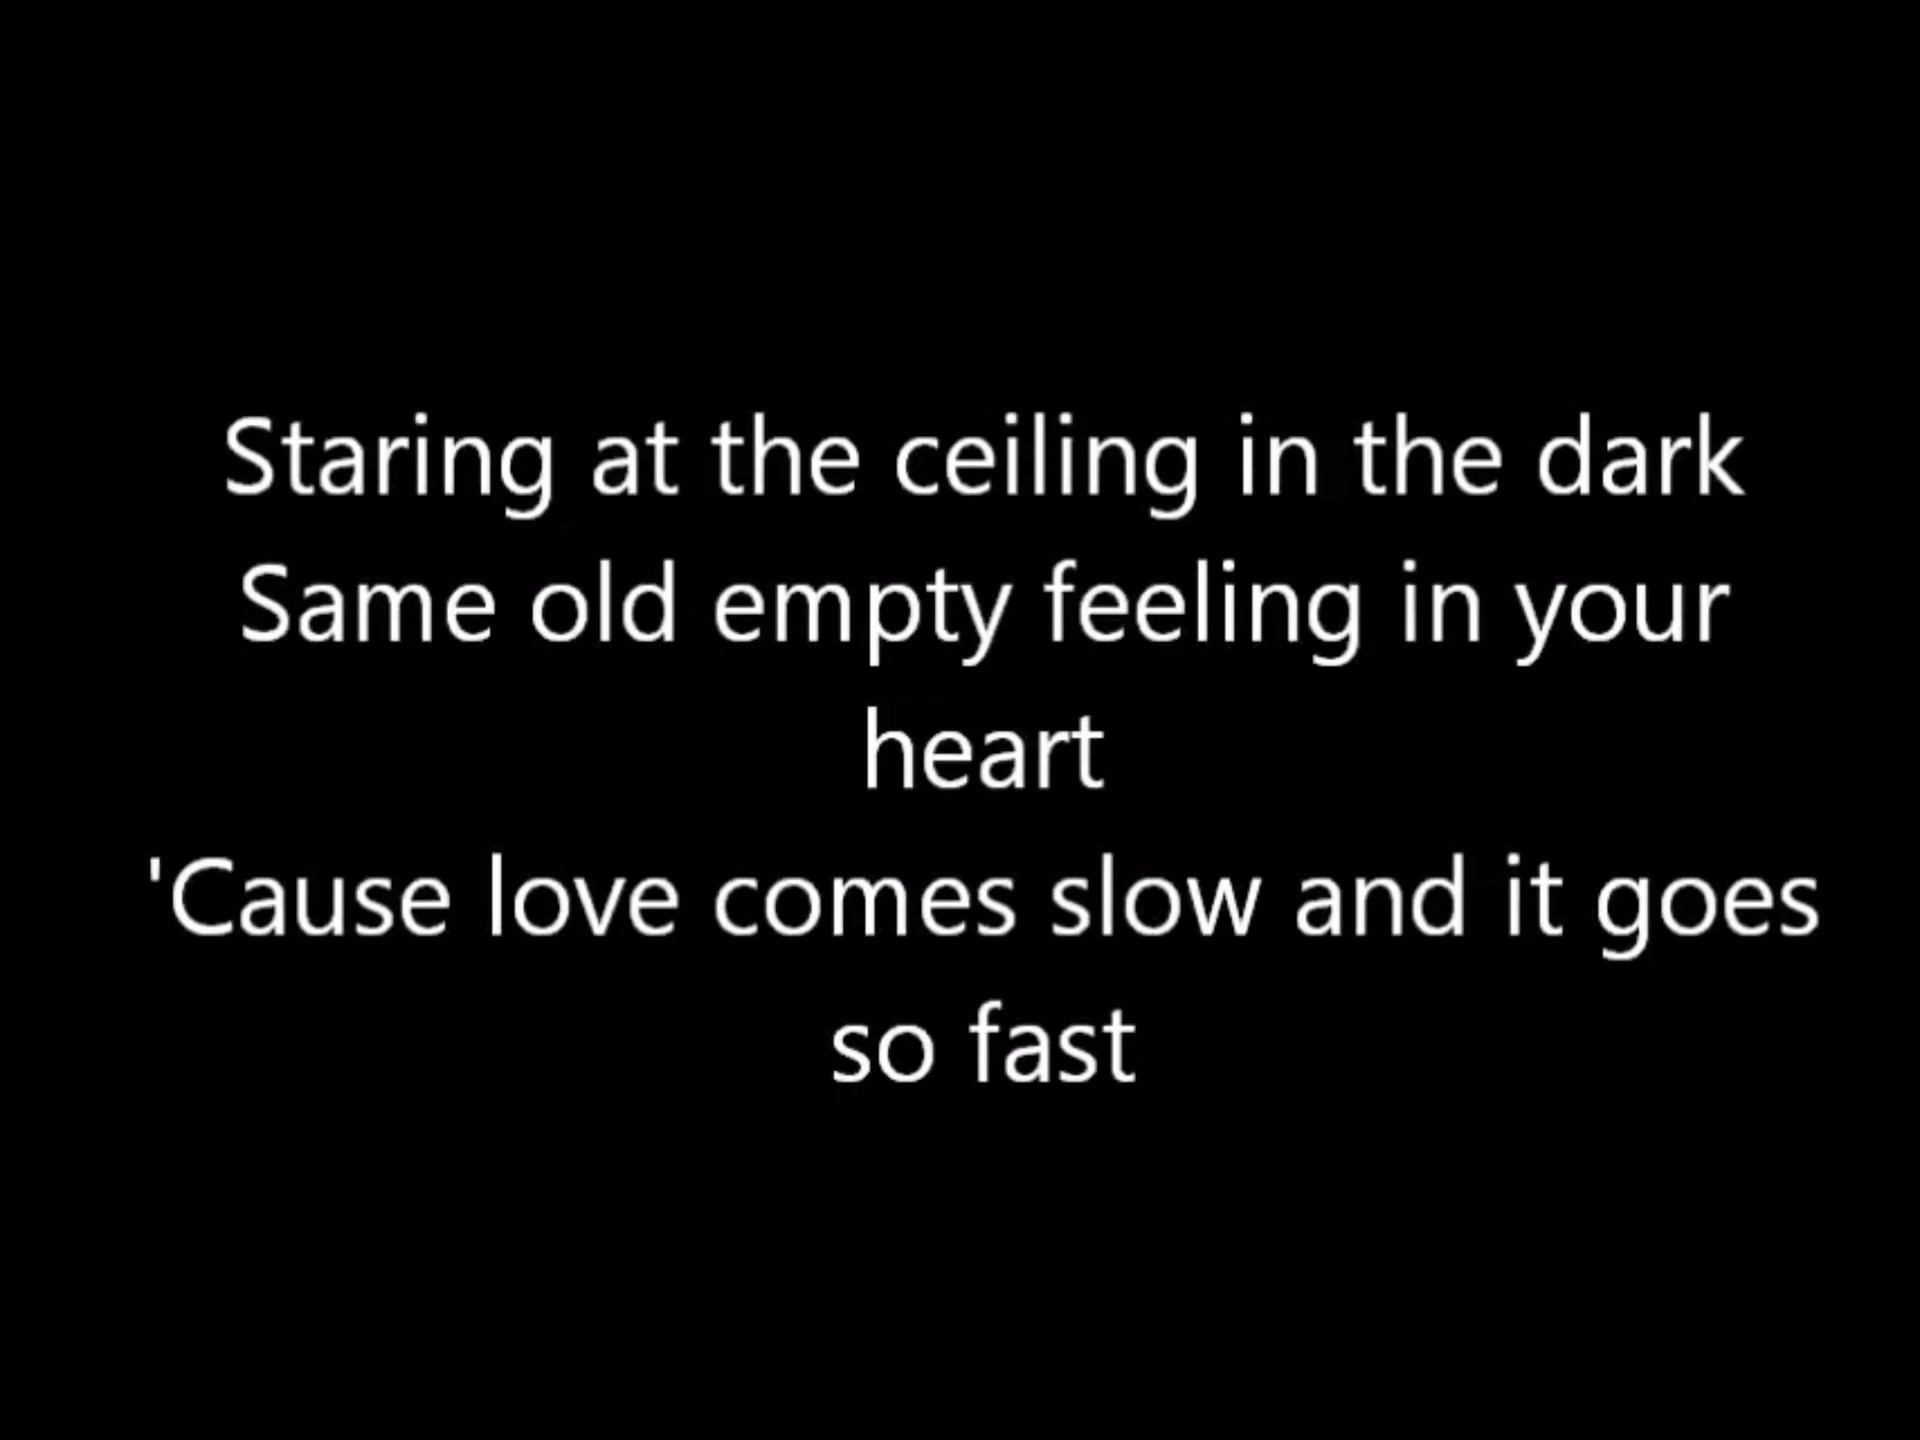 Staring at the ceiling in the dark
Same old empty feeling in your
heart
'Cause love comes slow and it goes
so fast